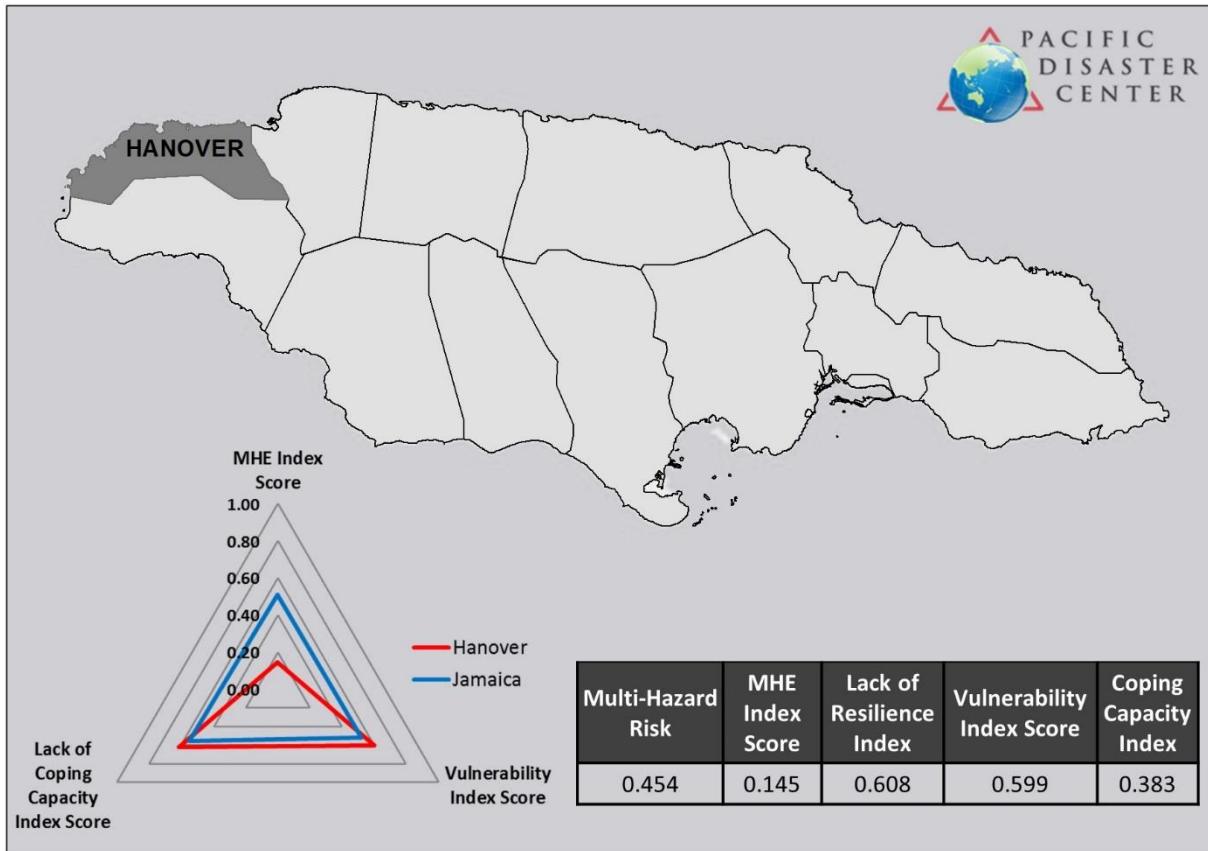 PACIFIC
DISASTER
CENTER
HANOVER
MHE Index
Score
1.00
0.80
0.60
0.40
0.20
0.00
Hanover
Jamaica
Lack of
Coping
Capacity
Index Score
Vulnerability
Index Score
Multi-Hazard
Risk
MHE
Index
Score
Lack of
Resilience
Index
Vulnerability
Index Score
Coping
Capacity
Index
0.454
0.145
0.608
0.599
0.383